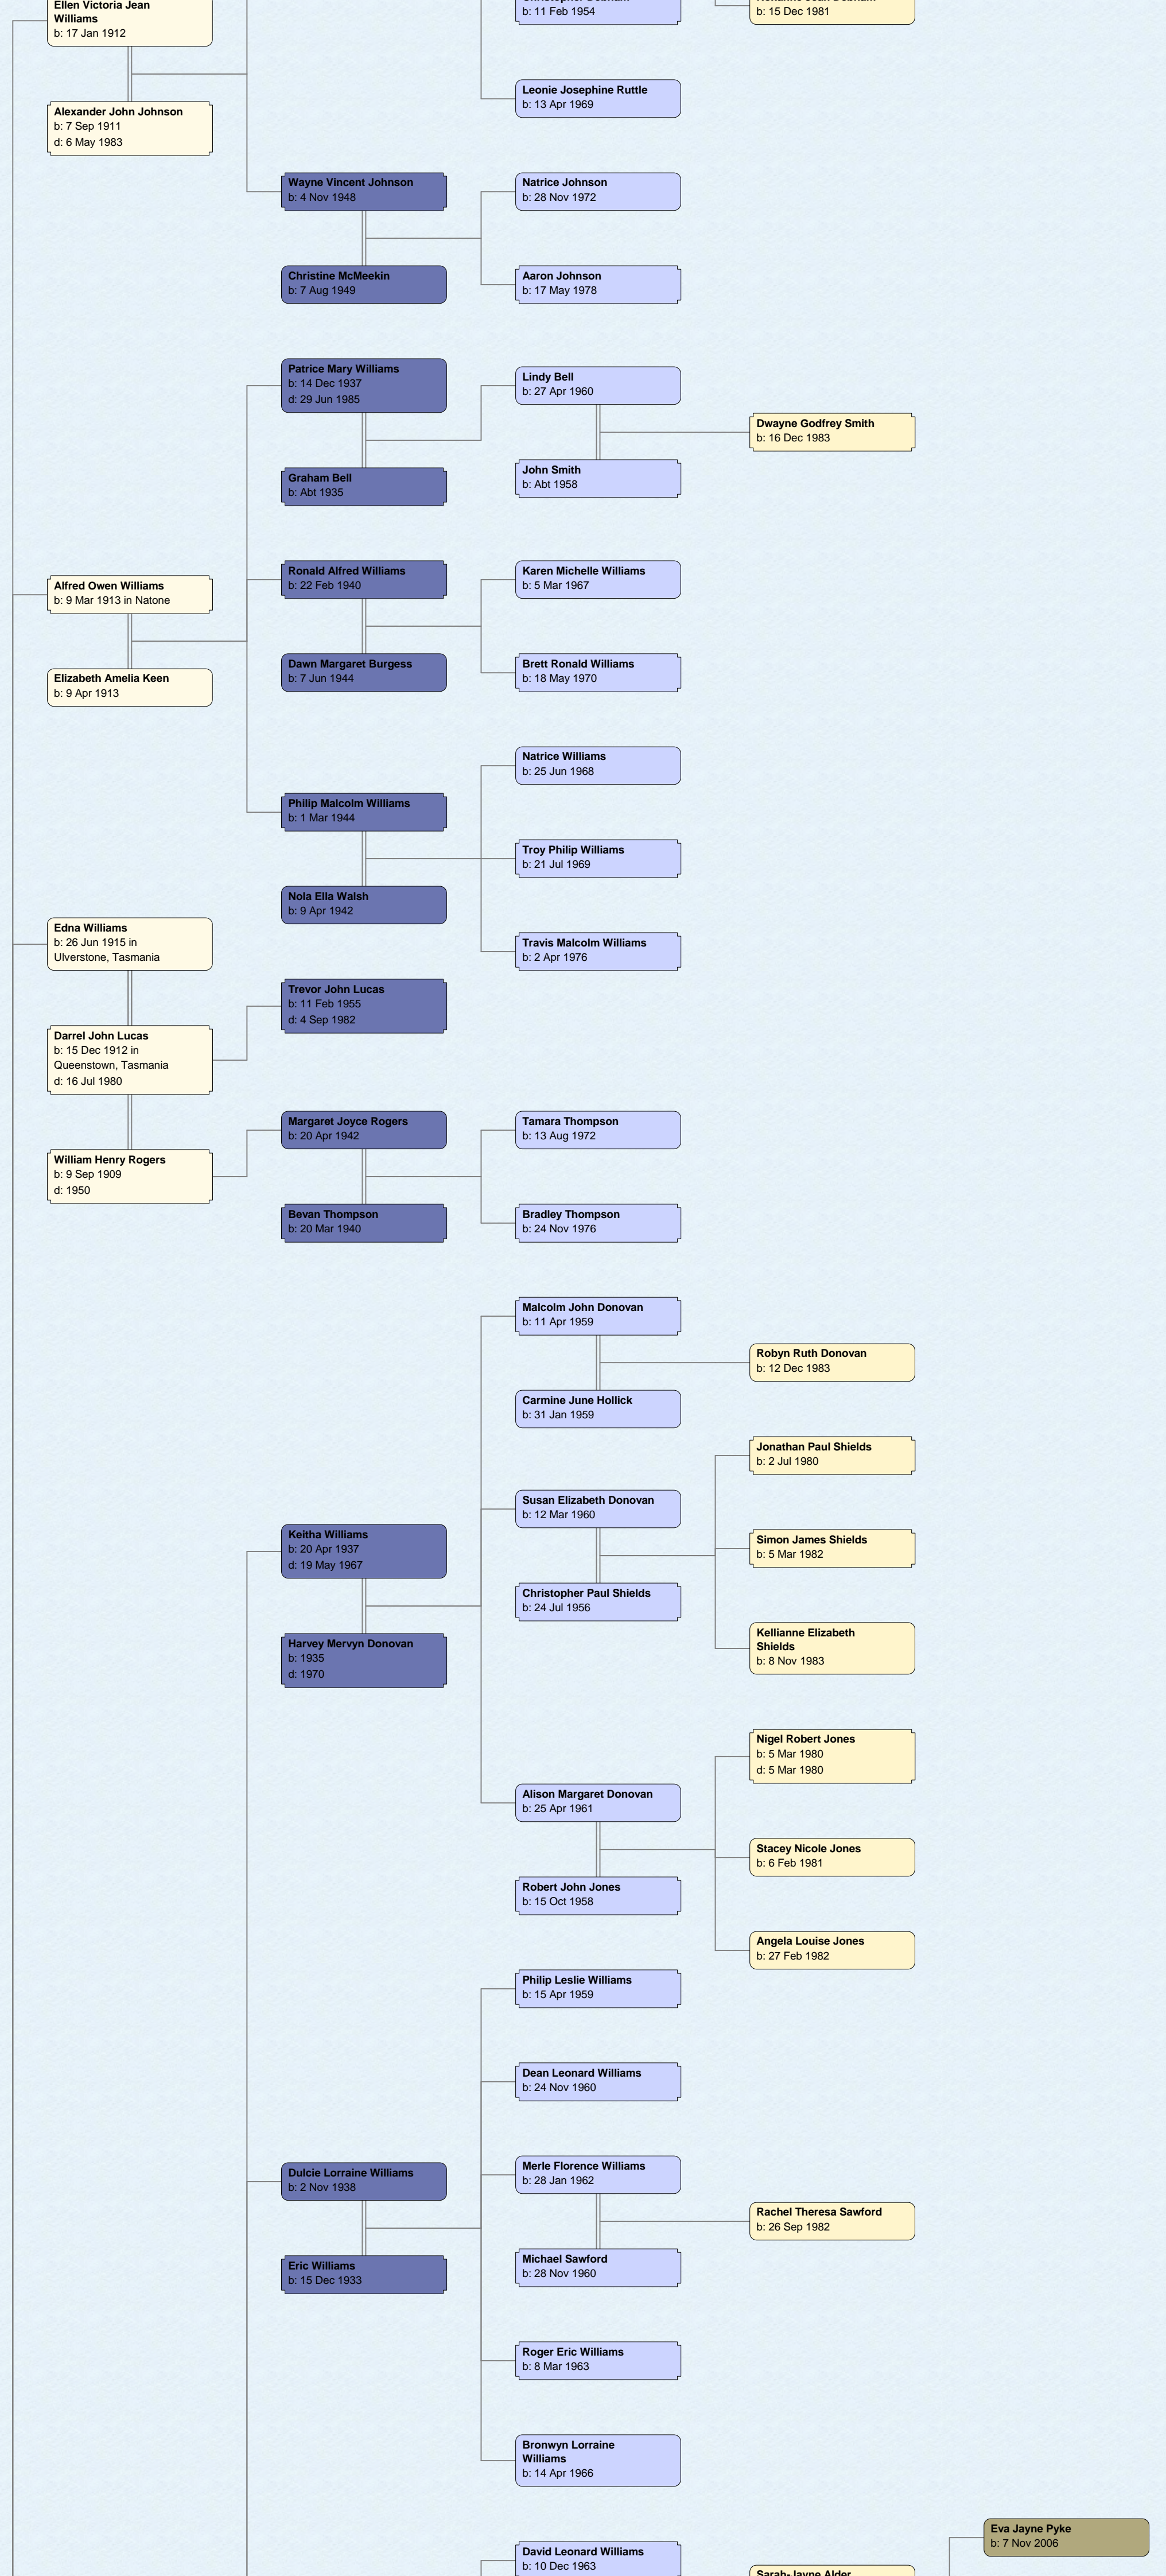 Ellen Victoria Jean
Williams
b: 17 Jan 1912
b: 11 Feb 1954
b: 15 Dec 1981
Leonie Josephine Ruttle
b: 13 Apr 1969
Alexander John Johnson
b: 7 Sep 1911
d: 6 May 1983
Wayne Vincent Johnson
b: 4 Nov 1948
Natrice Johnson
b: 28 Nov 1972
Christine McMeekin
b: 7 Aug 1949
Aaron Johnson
b: 17 May 1978
Patrice Mary Williams
b: 14 Dec 1937
d: 29 Jun 1985
Lindy Bell
b: 27 Apr 1960
Dwayne Godfrey Smith
b: 16 Dec 1983
Graham Bell
b: Abt 1935
John Smith
b: Abt 1958
Alfred Owen Williams
b: 9 Mar 1913 in Natone
Ronald Alfred Williams
b: 22 Feb 1940
Karen Michelle Williams
b: 5 Mar 1967
Elizabeth Amelia Keen
b: 9 Apr 1913
Dawn Margaret Burgess
b: 7 Jun 1944
Brett Ronald Williams
b: 18 May 1970
Natrice Williams
b: 25 Jun 1968
Philip Malcolm Williams
b: 1 Mar 1944
Troy Philip Williams
b: 21 Jul 1969
Nola Ella Walsh
b: 9 Apr 1942
Travis Malcolm Williams
b: 2 Apr 1976
Edna Williams
b: 26 Jun 1915 in
Ulverstone, Tasmania
Trevor John Lucas
b: 11 Feb 1955
d: 4 Sep 1982
Darrel John Lucas
b: 15 Dec 1912 in
Queenstown, Tasmania
d: 16 Jul 1980
Margaret Joyce Rogers
b: 20 Apr 1942
Tamara Thompson
b: 13 Aug 1972
William Henry Rogers
b: 9 Sep 1909
d: 1950
Bevan Thompson
b: 20 Mar 1940
Bradley Thompson
b: 24 Nov 1976
Malcolm John Donovan
b: 11 Apr 1959
Robyn Ruth Donovan
b: 12 Dec 1983
Carmine June Hollick
b: 31 Jan 1959
Jonathan Paul Shields
b: 2 Jul 1980
Susan Elizabeth Donovan
b: 12 Mar 1960
Simon James Shields
b: 5 Mar 1982
Keitha Williams
b: 20 Apr 1937
d: 19 May 1967
Christopher Paul Shields
b: 24 Jul 1956
Kellianne Elizabeth
Shields
b: 8 Nov 1983
Harvey Mervyn Donovan
b: 1935
d: 1970
Nigel Robert Jones
b: 5 Mar 1980
d: 5 Mar 1980
Alison Margaret Donovan
b: 25 Apr 1961
Stacey Nicole Jones
b: 6 Feb 1981
Robert John Jones
b: 15 Oct 1958
Angela Louise Jones
b: 27 Feb 1982
Philip Leslie Williams
b: 15 Apr 1959
Dean Leonard Williams
b: 24 Nov 1960
Dulcie Lorraine Williams
b: 2 Nov 1938
Merle Florence Williams
b: 28 Jan 1962
Rachel Theresa Sawford
b: 26 Sep 1982
Eric Williams
b: 15 Dec 1933
Michael Sawford
b: 28 Nov 1960
Roger Eric Williams
b: 8 Mar 1963
Bronwyn Lorraine
Williams
b: 14 Apr 1966
Eva Jayne Pyke
b: 7 Nov 2006
David Leonard Williams
b: 10 Dec 1963
Sarah-Jayne Alder